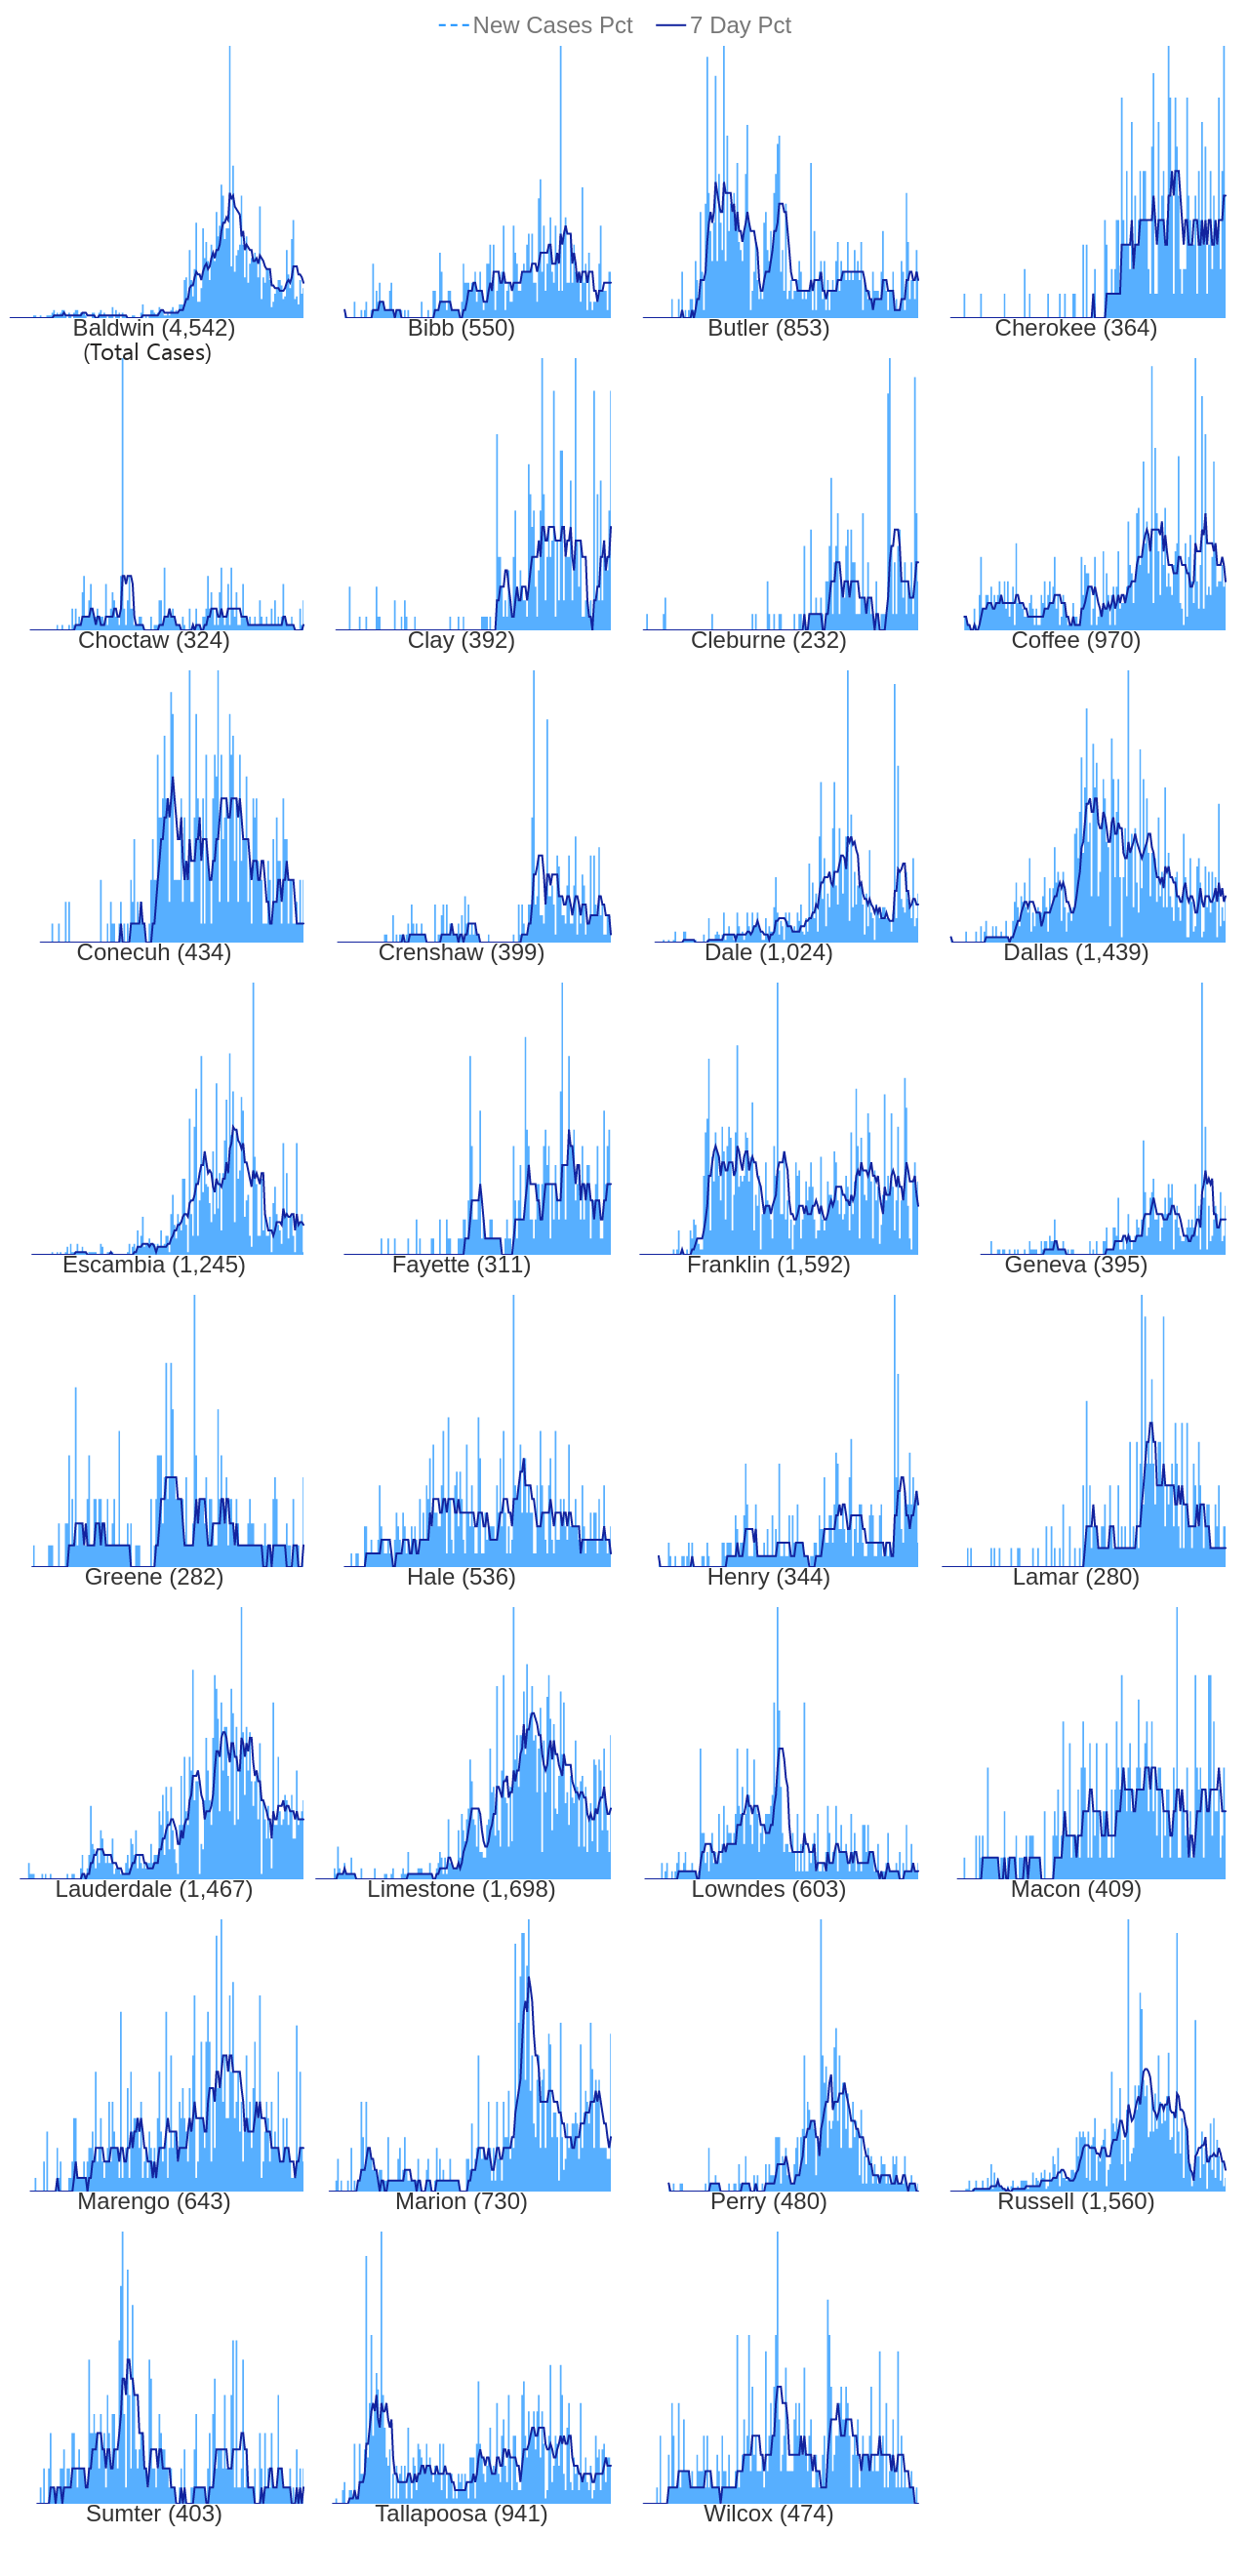 New Cases Pct 7 Day Pct
Baldwin (4,542) Bibb (550) Butler (853) Cherokee (364)
(Total Cases)
Choctaw (324) Clay (392) Cleburne (232) Coffee (970)
Conecuh (434) Crenshaw (399) Dale (1,024) Dallas (1,439)
Escambia (1,245) Fayette (311) Franklin (1,592) Geneva (395)
Greene (282) Hale (536) Henry (344) Lamar (280)
Lauderdale (1,467) Limestone (1,698) Lowndes (603) Macon (409)
Marengo (643) Marion (730) Perry (480) Russell (1,560)
Sumter (403) Tallapoosa (941) Wilcox (474)